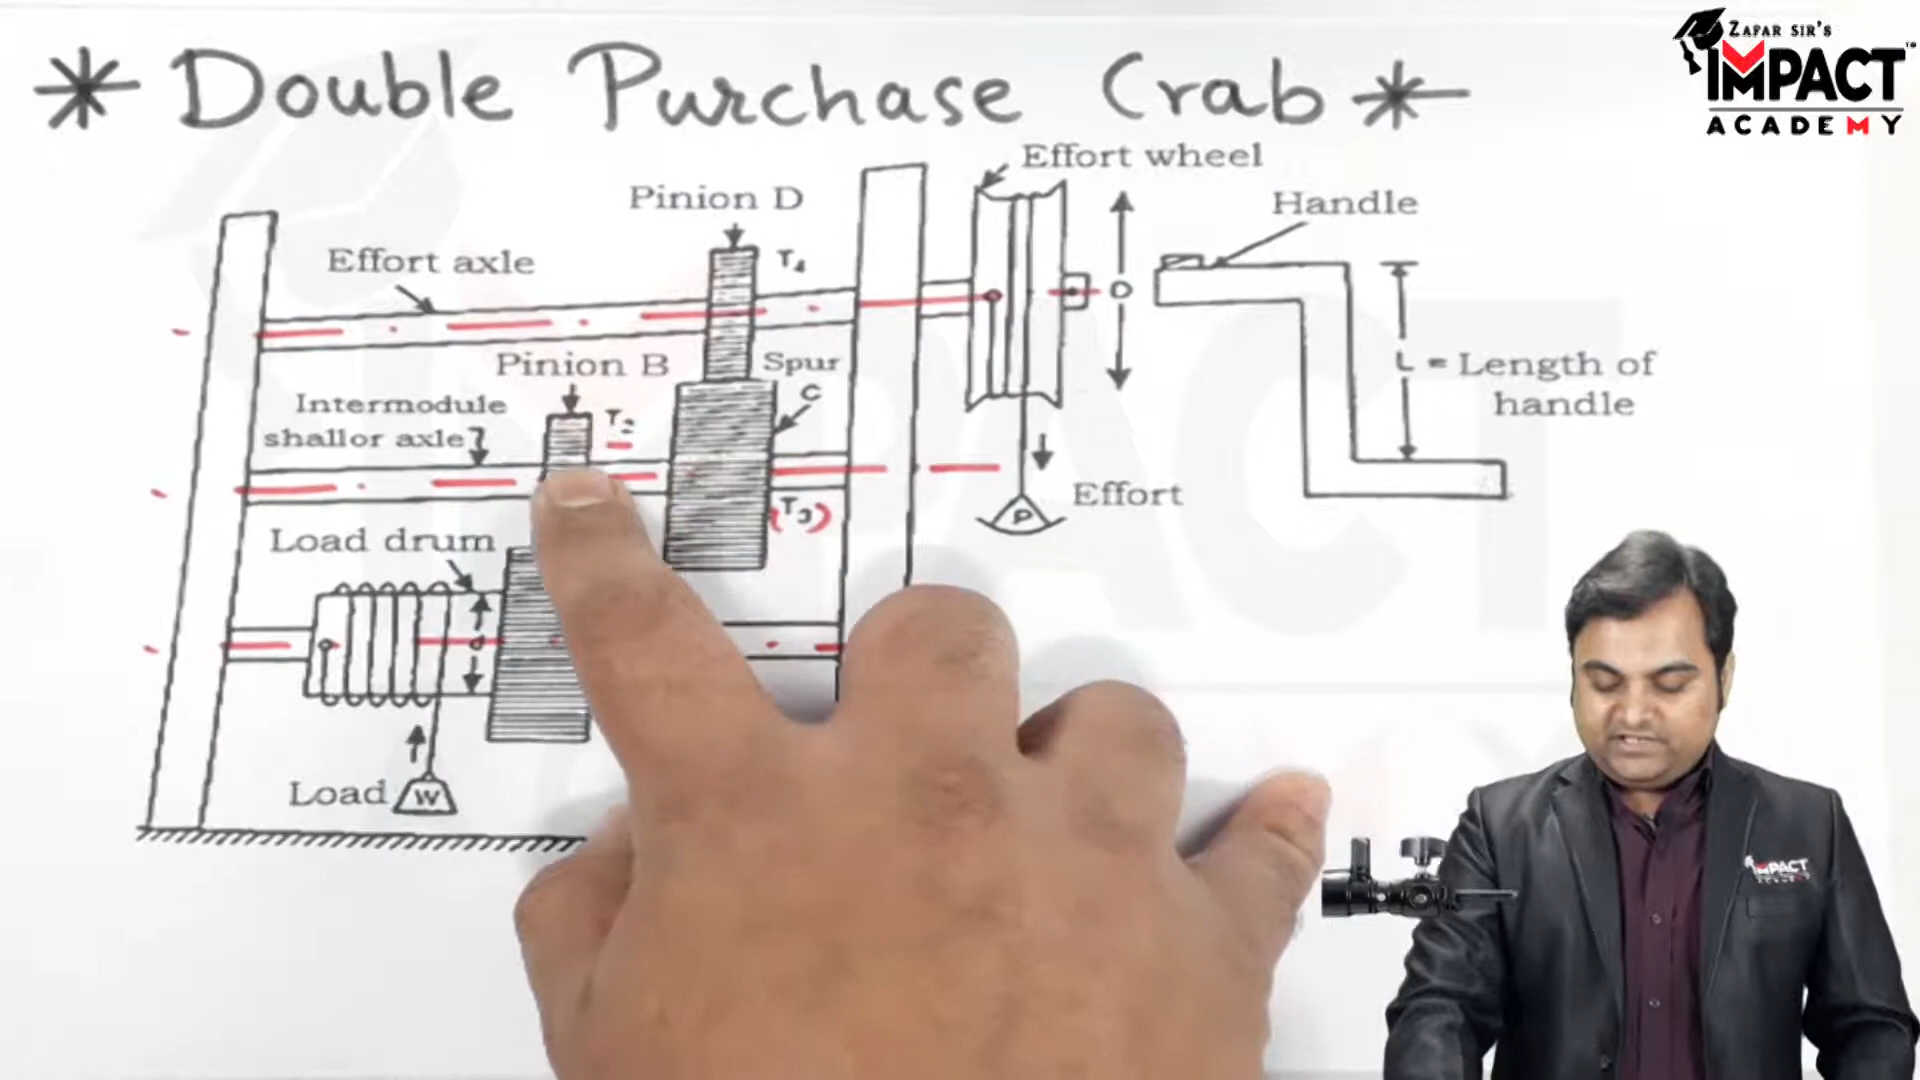 * Double Purchase Crab *
ZAFAR SIR'S
IMPACT
ACADEMY
Effort wheel
Pinion D
Handle
Effort axle
T4
D
Pinion B
Spur
C
L = Length of
handle
Intermodule
shallor axle
T2
(T3)
Effort
P
Load drum
d
Load
W
IMPACT